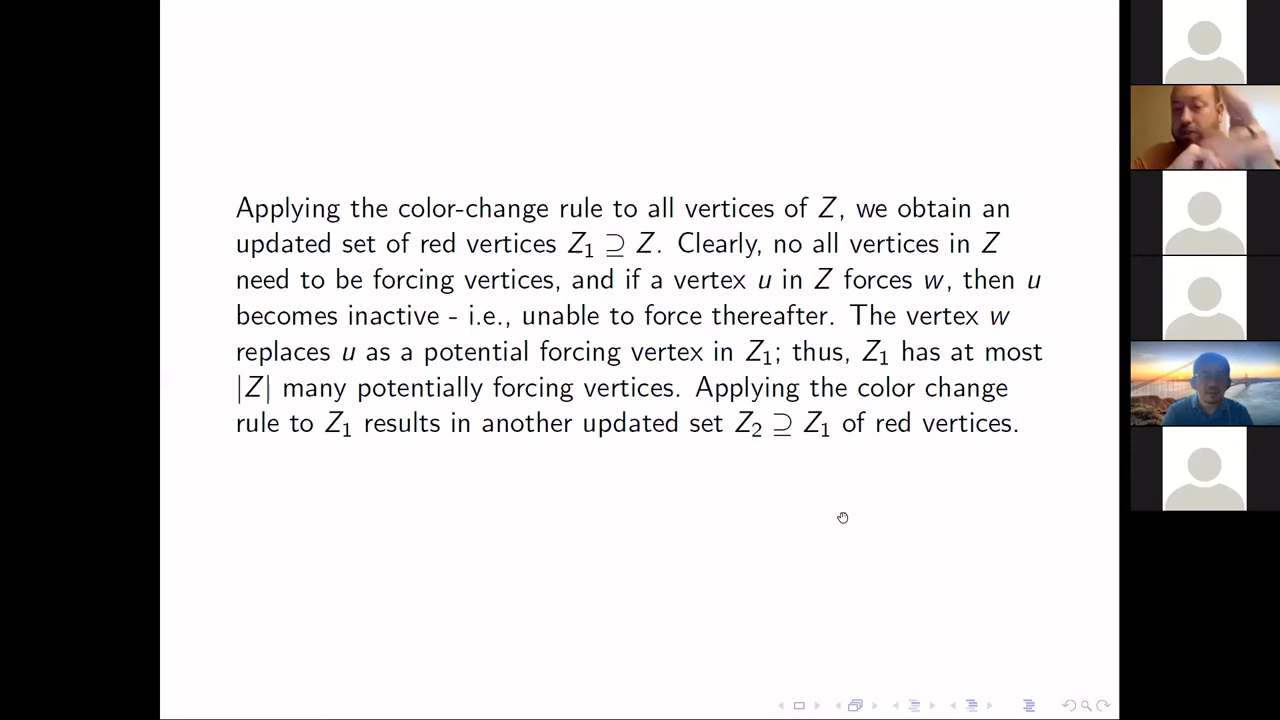 Applying the color-change rule to all vertices of Z, we obtain an
updated set of red vertices Z₁ ⊇ Z. Clearly, no all vertices in Z
need to be forcing vertices, and if a vertex u in Z forces w, then u
becomes inactive - i.e., unable to force thereafter. The vertex w
replaces u as a potential forcing vertex in Z₁; thus, Z₁ has at most
|Z| many potentially forcing vertices. Applying the color change
rule to Z₁ results in another updated set Z₂ ⊇ Z₁ of red vertices.